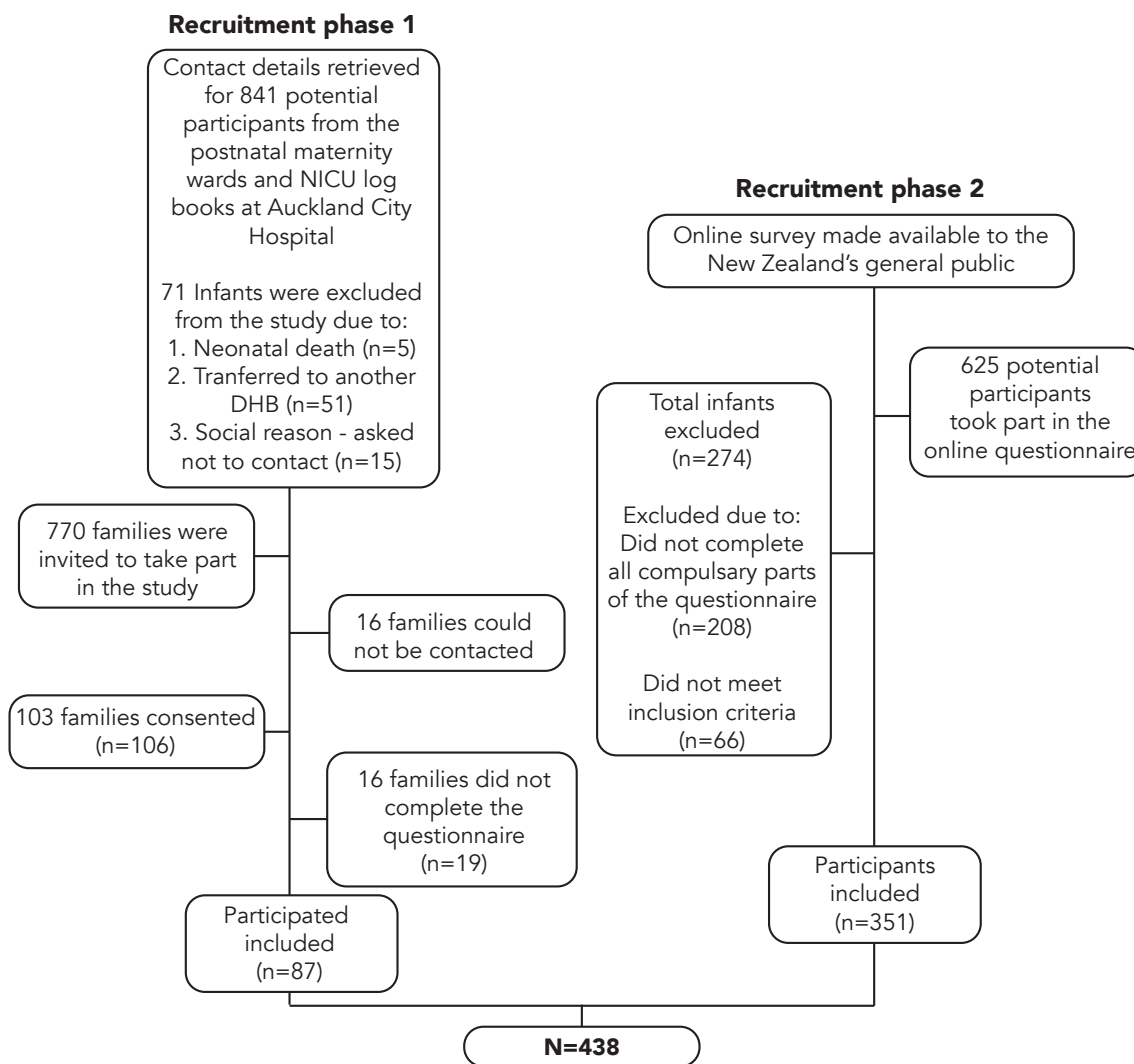 Recruitment phase 1
Contact details retrieved
for 841 potential
participants from the
postnatal maternity
wards and NICU log
books at Auckland City
Hospital
71 Infants were excluded
from the study due to:
1. Neonatal death (n=5)
2. Tranferred to another
DHB (n=51)
3. Social reason - asked
not to contact (n=15)
770 families were
invited to take part
in the study
16 families could
not be contacted
103 families consented
(n=106)
16 families did not
complete the
questionnaire
(n=19)
Participated
included
(n=87)
Recruitment phase 2
Online survey made available to the
New Zealand's general public
625 potential
participants
took part in the
online questionnaire
Total infants
excluded
(n=274)
Excluded due to:
Did not complete
all compulsary parts
of the questionnaire
(n=208)
Did not meet
inclusion criteria
(n=66)
Participants
included
(n=351)
N=438